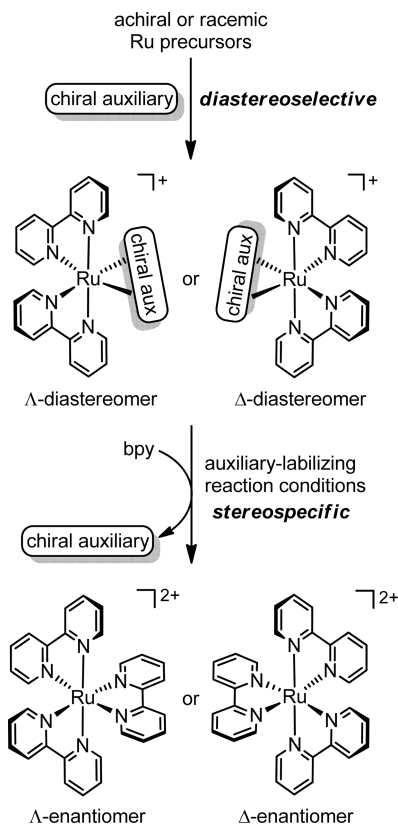 achiral or racemic
Ru precursors
chiral auxiliary
diastereoselective
+
+
N
N
N
N
Ru
chiral aux
or
chiral aux
Ru
N
N
N
N
Λ-diastereomer
Δ-diastereomer
bpy
auxiliary-labilizing
reaction conditions
stereospecific
chiral auxiliary
2+
2+
N
N
N
Ru
N
N
N
or
N
N
N
Ru
N
N
N
Λ-enantiomer
Δ-enantiomer